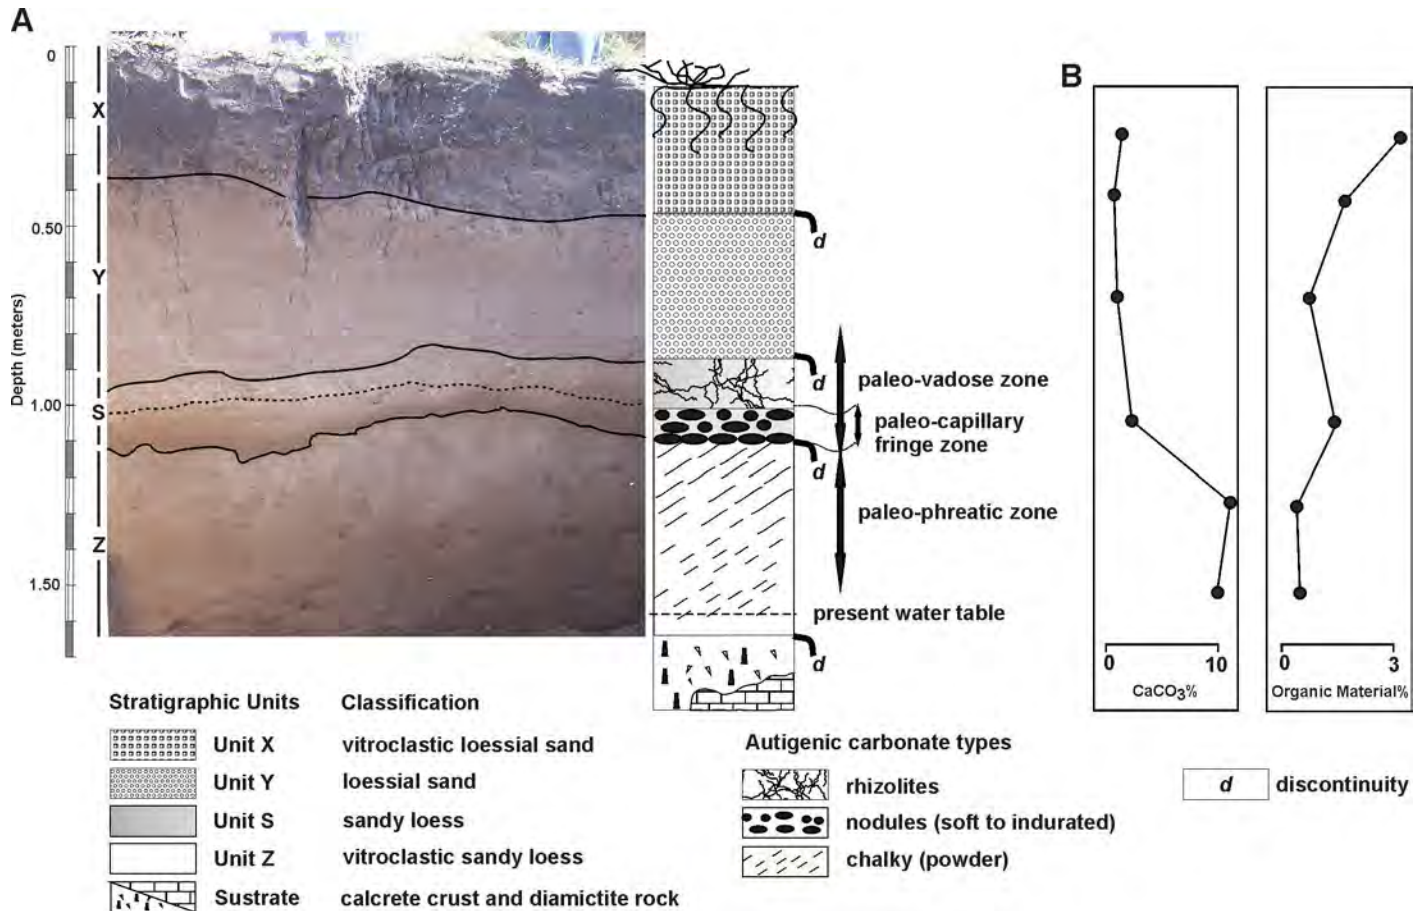 A
B
0
X
0.50
d
Y
Depth (meters)
paleo-vadose zone
d
1.00
S
paleo-capillary
fringe zone
d
paleo-phreatic zone
Z
1.50
present water table
d
0 10
CaCO3%
0 3
Organic Material%
Stratigraphic Units Classification
Unit X vitroclastic loessial sand
Unit Y loessial sand
Unit S sandy loess
Unit Z vitroclastic sandy loess
Sustrate calcrete crust and diamictite rock
Autigenic carbonate types
rhizolites
nodules (soft to indurated)
chalky (powder)
d discontinuity